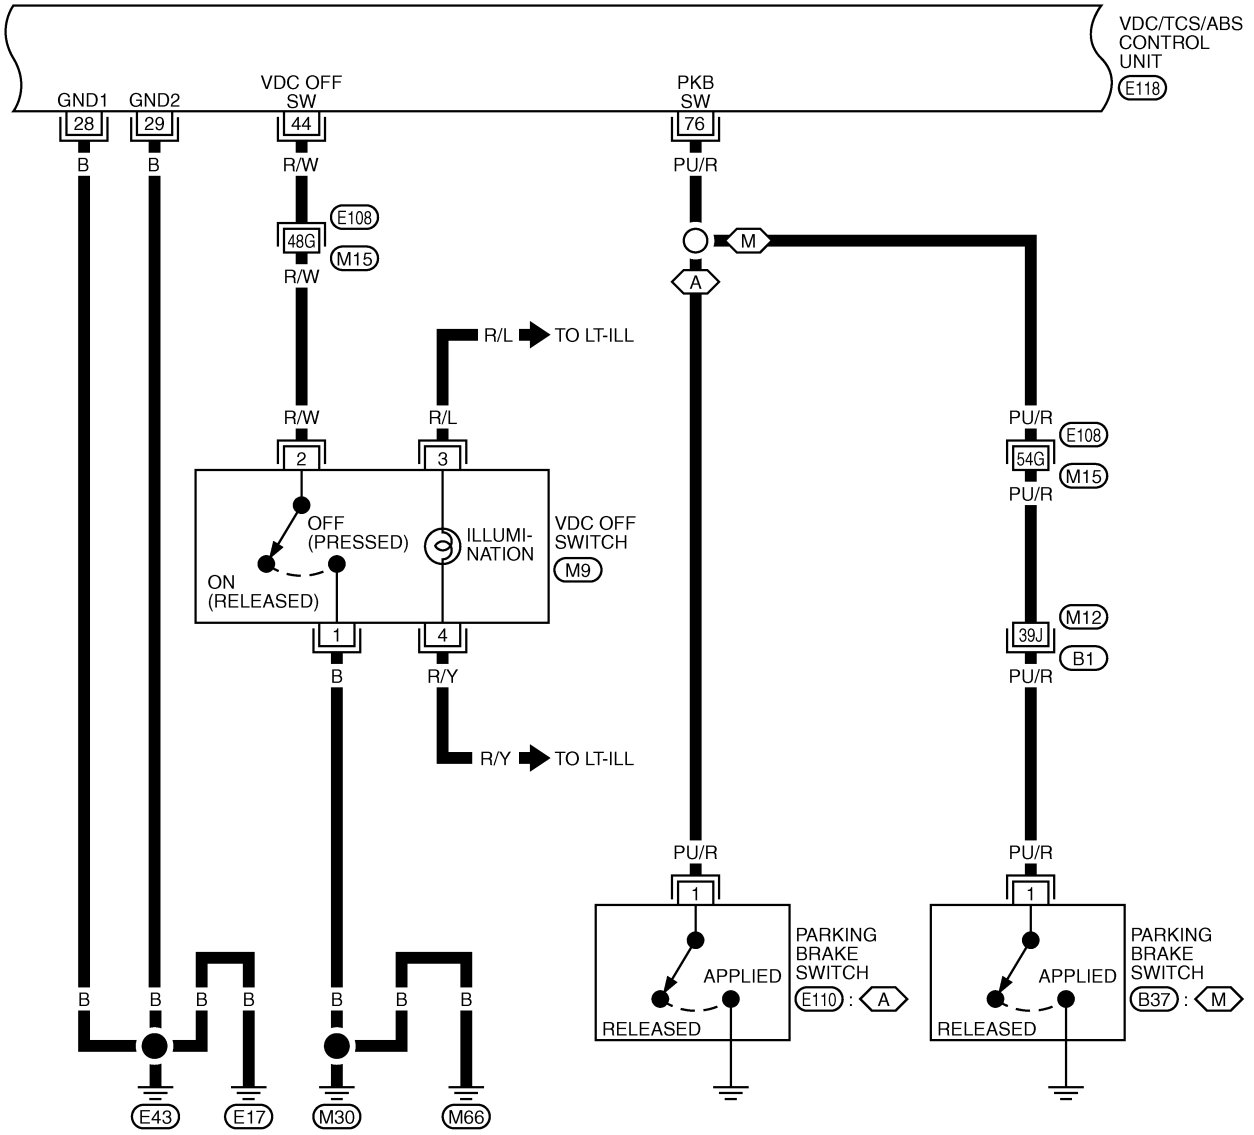 VDC/TCS/ABS
CONTROL
UNIT
E118
GND1
GND2
VDC OFF
SW
PKB
SW
28
29
44
76
B
B
R/W
PU/R
E108
48G
M15
R/W
M
A
R/L
TO LT-ILL
R/W
R/L
PU/R
E108
54G
M15
PU/R
2
3
OFF
(PRESSED)
ON
(RELEASED)
ILLUMI-
NATION
VDC OFF
SWITCH
M9
1
4
M12
39J
B1
B
R/Y
PU/R
R/Y
TO LT-ILL
PU/R
PU/R
1
1
APPLIED
RELEASED
PARKING
BRAKE
SWITCH
E110 : A
APPLIED
RELEASED
PARKING
BRAKE
SWITCH
B37 : M
B
B
B
B
B
B
B
E43
E17
M30
M66